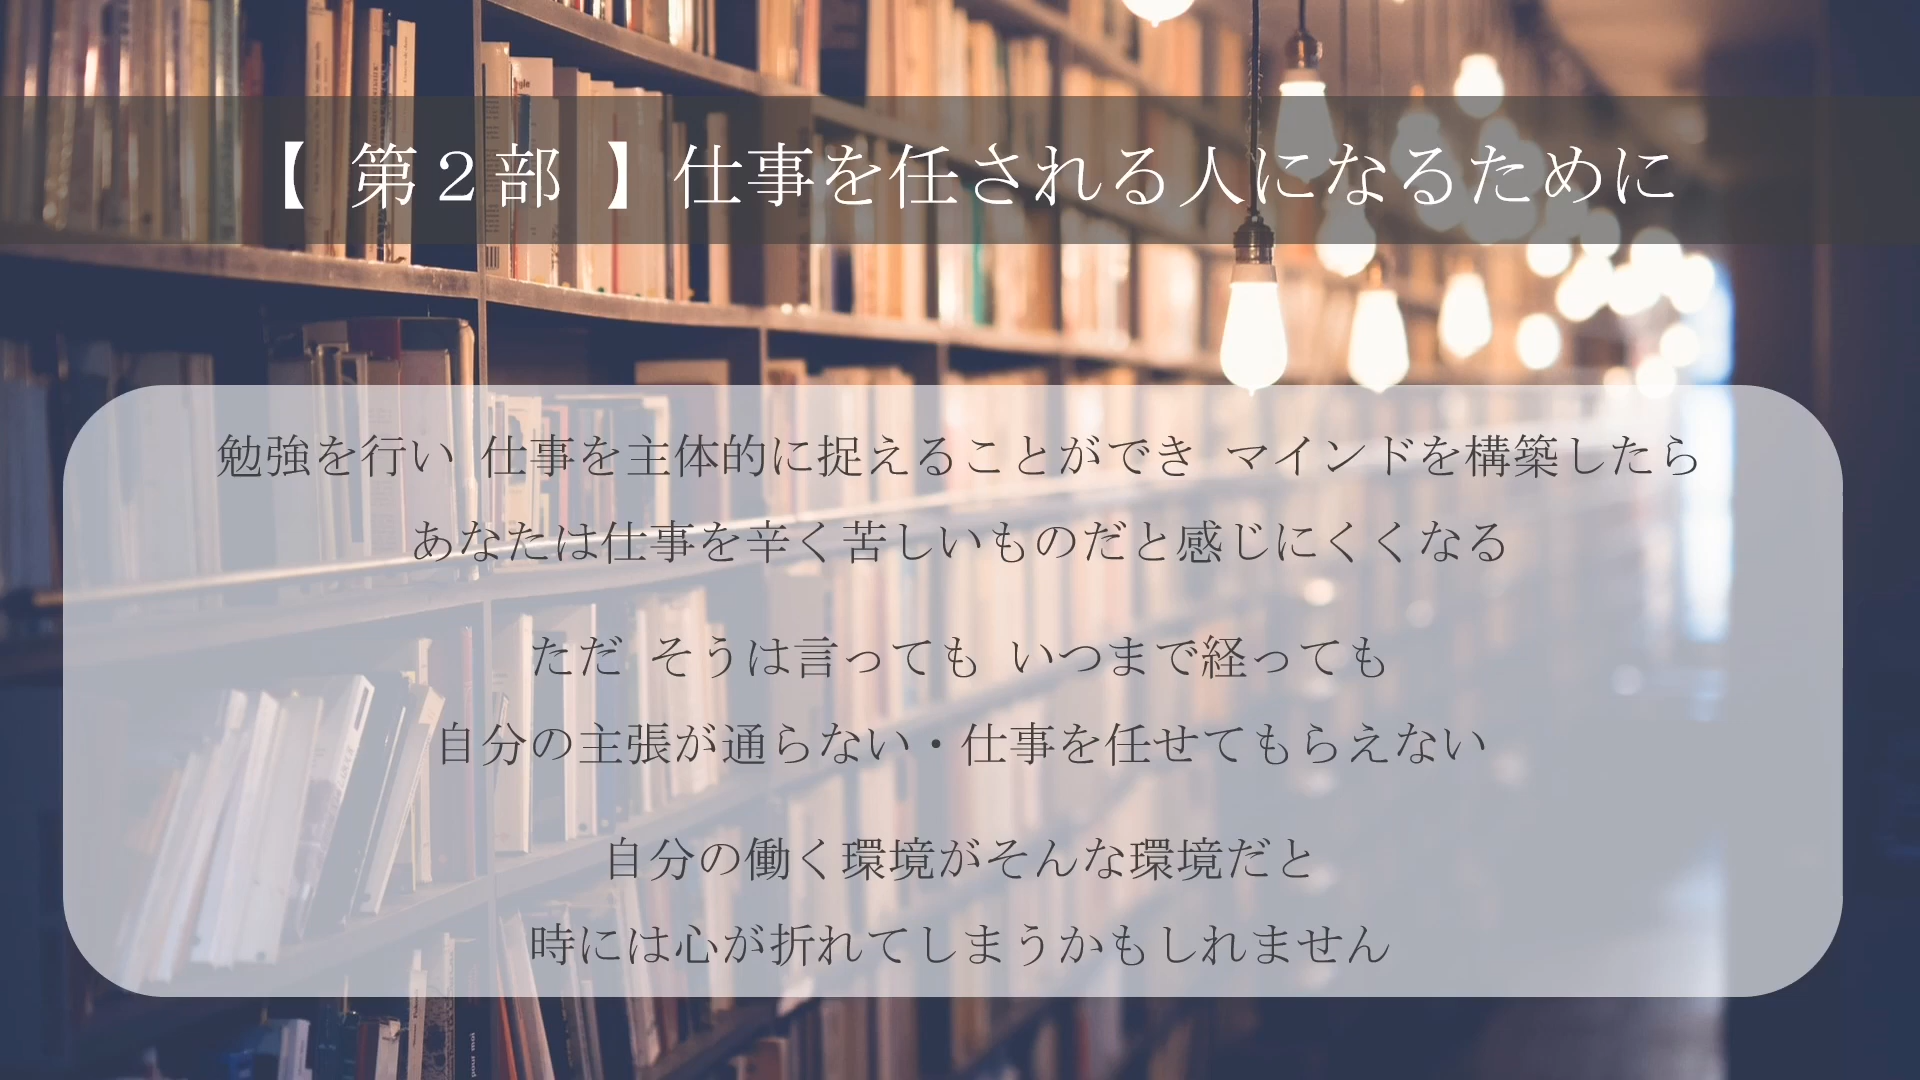 【 第２部 】仕事を任される人になるために
勉強を行い 仕事を主体的に捉えることができ マインドを構築したら
あなたは仕事を辛く苦しいものだと感じにくくなる
ただ そうは言っても いつまで経っても
自分の主張が通らない・仕事を任せてもらえない
自分の働く環境がそんな環境だと
時には心が折れてしまうかもしれません